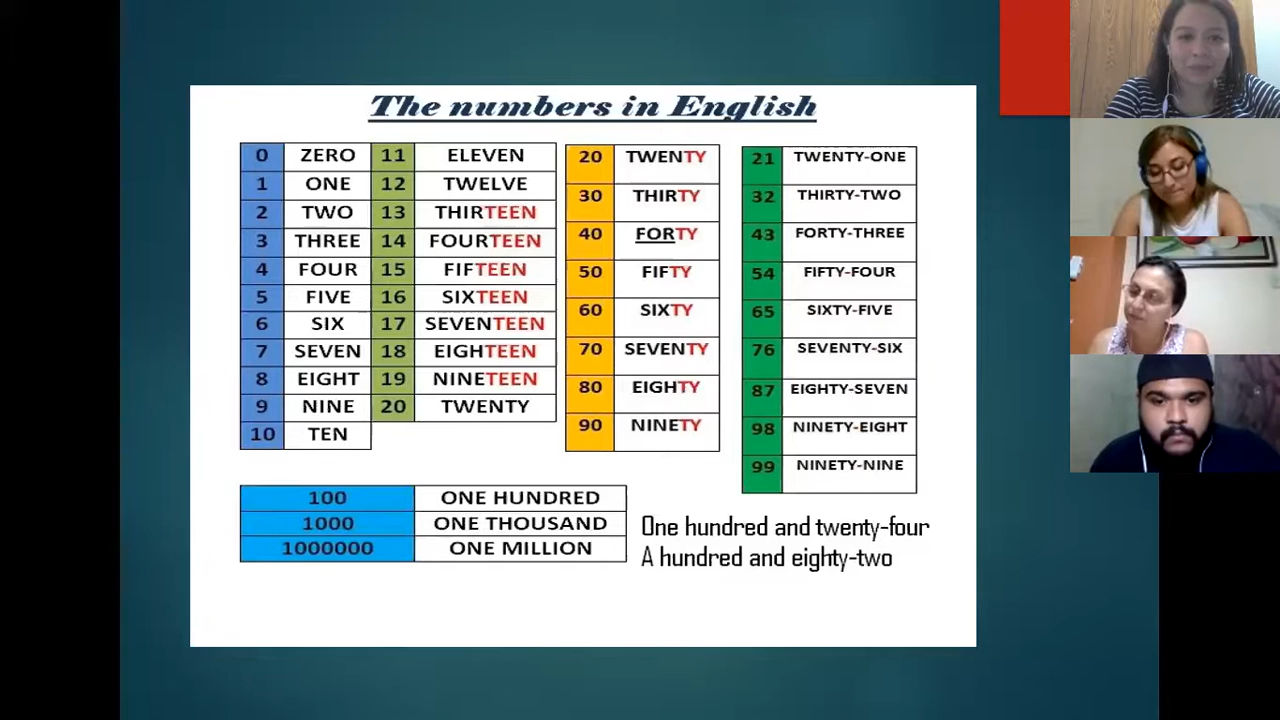 The numbers in English
0 ZERO
1 ONE
2 TWO
3 THREE
4 FOUR
5 FIVE
6 SIX
7 SEVEN
8 EIGHT
9 NINE
10 TEN
11 ELEVEN
12 TWELVE
13 THIRTEEN
14 FOURTEEN
15 FIFTEEN
16 SIXTEEN
17 SEVENTEEN
18 EIGHTEEN
19 NINETEEN
20 TWENTY
20 TWENTY
30 THIRTY
40 FORTY
50 FIFTY
60 SIXTY
70 SEVENTY
80 EIGHTY
90 NINETY
21 TWENTY-ONE
32 THIRTY-TWO
43 FORTY-THREE
54 FIFTY-FOUR
65 SIXTY-FIVE
76 SEVENTY-SIX
87 EIGHTY-SEVEN
98 NINETY-EIGHT
99 NINETY-NINE
100 ONE HUNDRED
1000 ONE THOUSAND
1000000 ONE MILLION
One hundred and twenty-four
A hundred and eighty-two